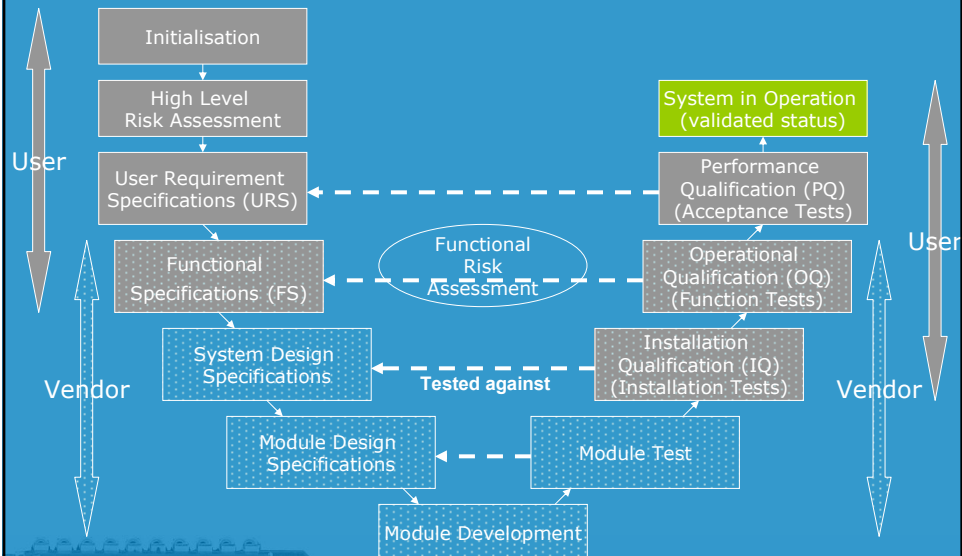 Initialisation
High Level
Risk Assessment
User
User Requirement
Specifications (URS)
Functional
Specifications (FS)
System Design
Specifications
Vendor
Module Design
Specifications
Module Development
Functional
Risk
Assessment
Tested against
System in Operation
(validated status)
Performance
Qualification (PQ)
(Acceptance Tests)
User
Operational
Qualification (OQ)
(Function Tests)
Installation
Qualification (IQ)
(Installation Tests)
Vendor
Module Test